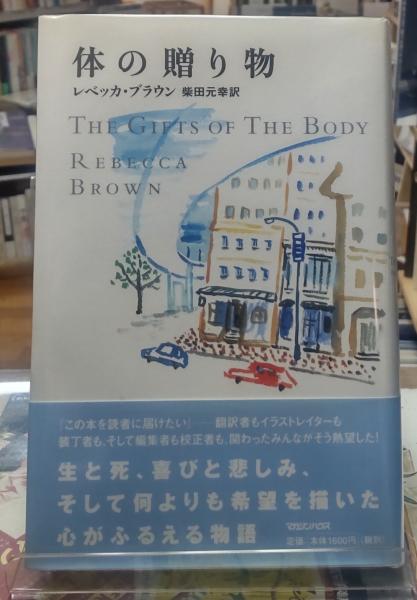 体の贈り物
レベッカ・ブラウン 柴田元幸訳
THE GIFTS OF THE BODY
REBECCA
BROWN
「この本を読者に届けたい」──翻訳者もイラストレイターも
装丁者も、そして編集者も校正者も、関わったみんながそう熱望した!
生と死、喜びと悲しみ、
そして何よりも希望を描いた
心がふるえる物語
マガジンハウス
定価:本体1600円(税別)